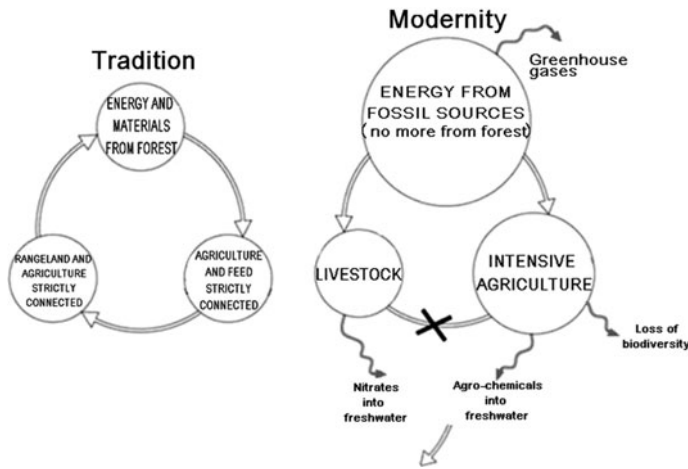 Tradition
ENERGY AND
MATERIALS
FROM FOREST
RANGELAND AND
AGRICULTURE
STRICTLY
CONNECTED
AGRICULTURE
AND FEED
STRICTLY
CONNECTED
Modernity
Greenhouse
gases
ENERGY FROM
FOSSIL SOURCES
( no more from forest)
LIVESTOCK
INTENSIVE
AGRICULTURE
Loss of
biodiversity
Nitrates
into
freshwater
Agro-chemicals
into
freshwater